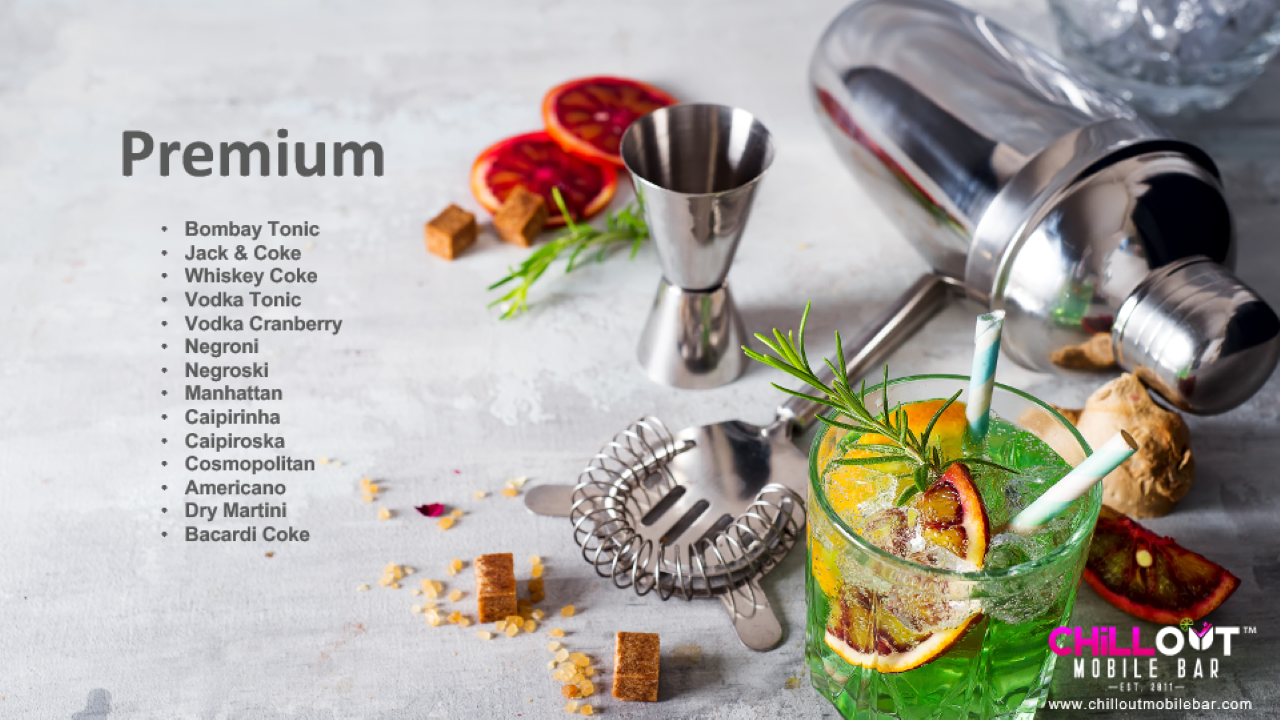 Premium
• Bombay Tonic
• Jack & Coke
• Whiskey Coke
• Vodka Tonic
• Vodka Cranberry
• Negroni
• Negroski
• Manhattan
• Caipirinha
• Caipiroska
• Cosmopolitan
• Americano
• Dry Martini
• Bacardi Coke
CHiLLOUT™
MOBILE BAR
—EST. 2011—
www.chilloutmobilebar.com